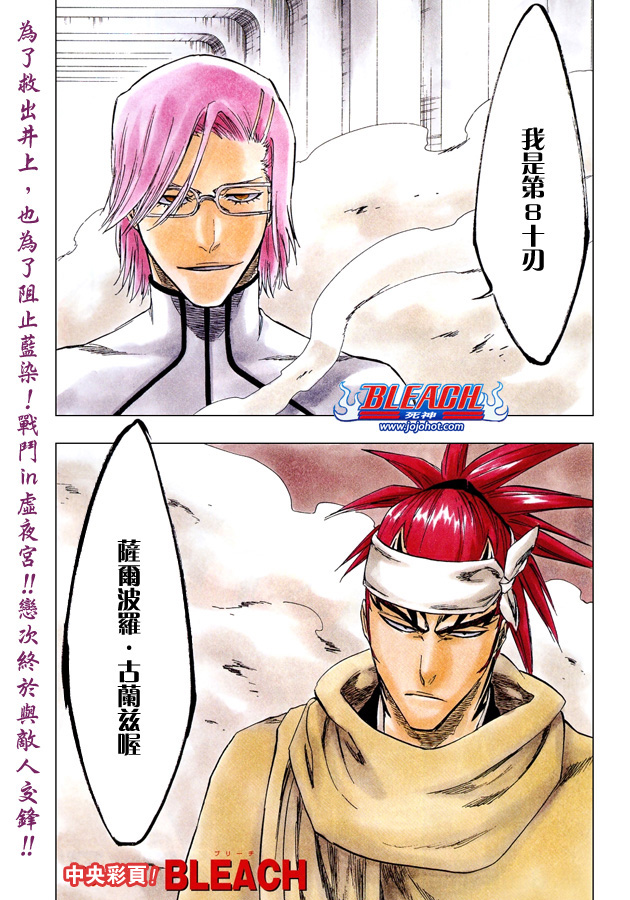 為了救出井上，也為了阻止藍染！戰鬥in虛夜宮!!戀次終於與敵人交鋒!!
我是第8十刃
BLEACH
死神
www.jojohot.com
薩爾波羅·古蘭茲喔
中央彩頁!
ブリーチ
BLEACH